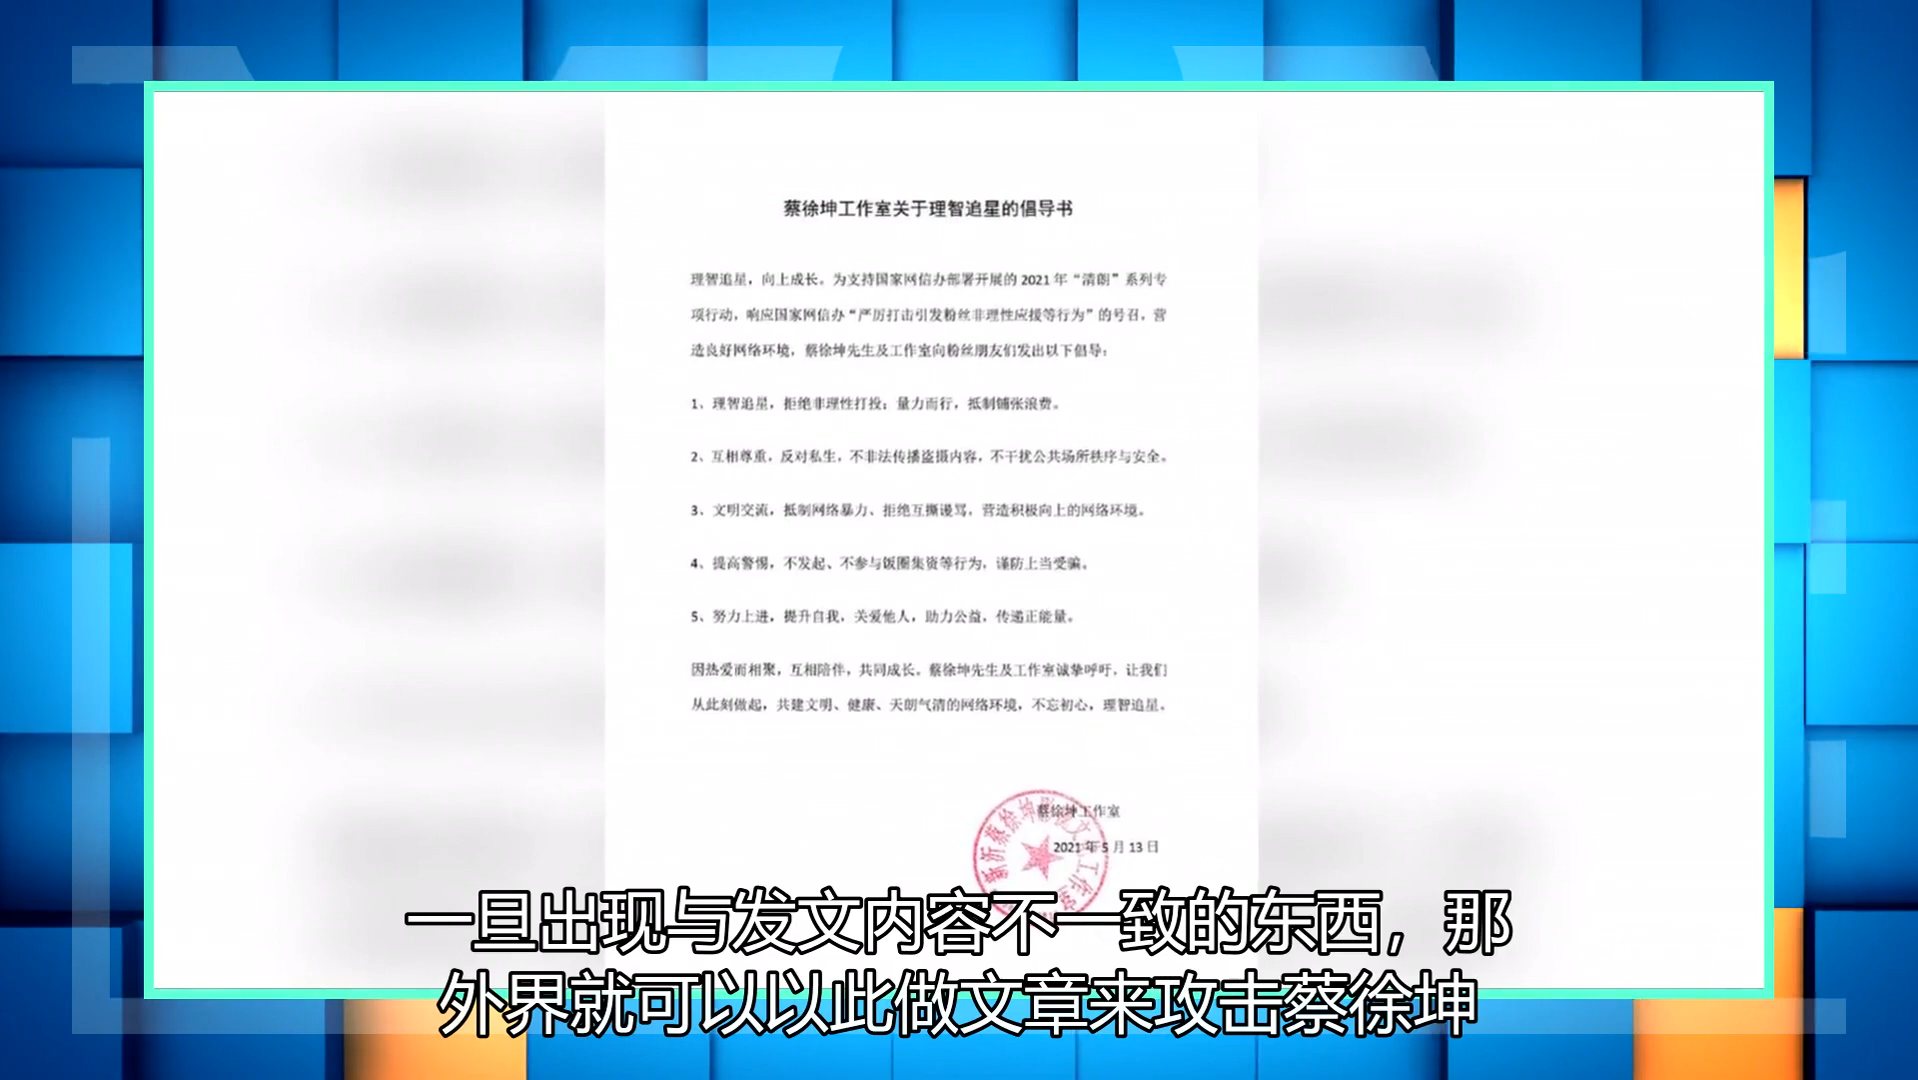 蔡徐坤工作室关于理智追星的倡导书
理智追星，向上成长。为支持国家网信办部署开展的 2021 年“清朗”系列专
项行动，响应国家网信办“严厉打击引发粉丝非理性应援等行为”的号召，营
造良好网络环境，蔡徐坤先生及工作室向粉丝朋友们发出以下倡导：
1、理智追星，拒绝非理性打投；量力而行，抵制铺张浪费。
2、互相尊重，反对私生，不非法传播盗摄内容，不干扰公共场所秩序与安全。
3、文明交流，抵制网络暴力、拒绝互撕谩骂，营造积极向上的网络环境。
4、提高警惕，不发起、不参与饭圈集资等行为，谨防上当受骗。
5、努力上进，提升自我，关爱他人，助力公益，传递正能量。
因热爱而相聚，互相陪伴，共同成长。蔡徐坤先生及工作室诚挚呼吁，让我们
从此刻做起，共建文明、健康、天朗气清的网络环境，不忘初心，理智追星。
蔡徐坤工作室
2021 年 5 月 13 日
一旦出现与发文内容不一致的东西，那
外界就可以以此做文章来攻击蔡徐坤